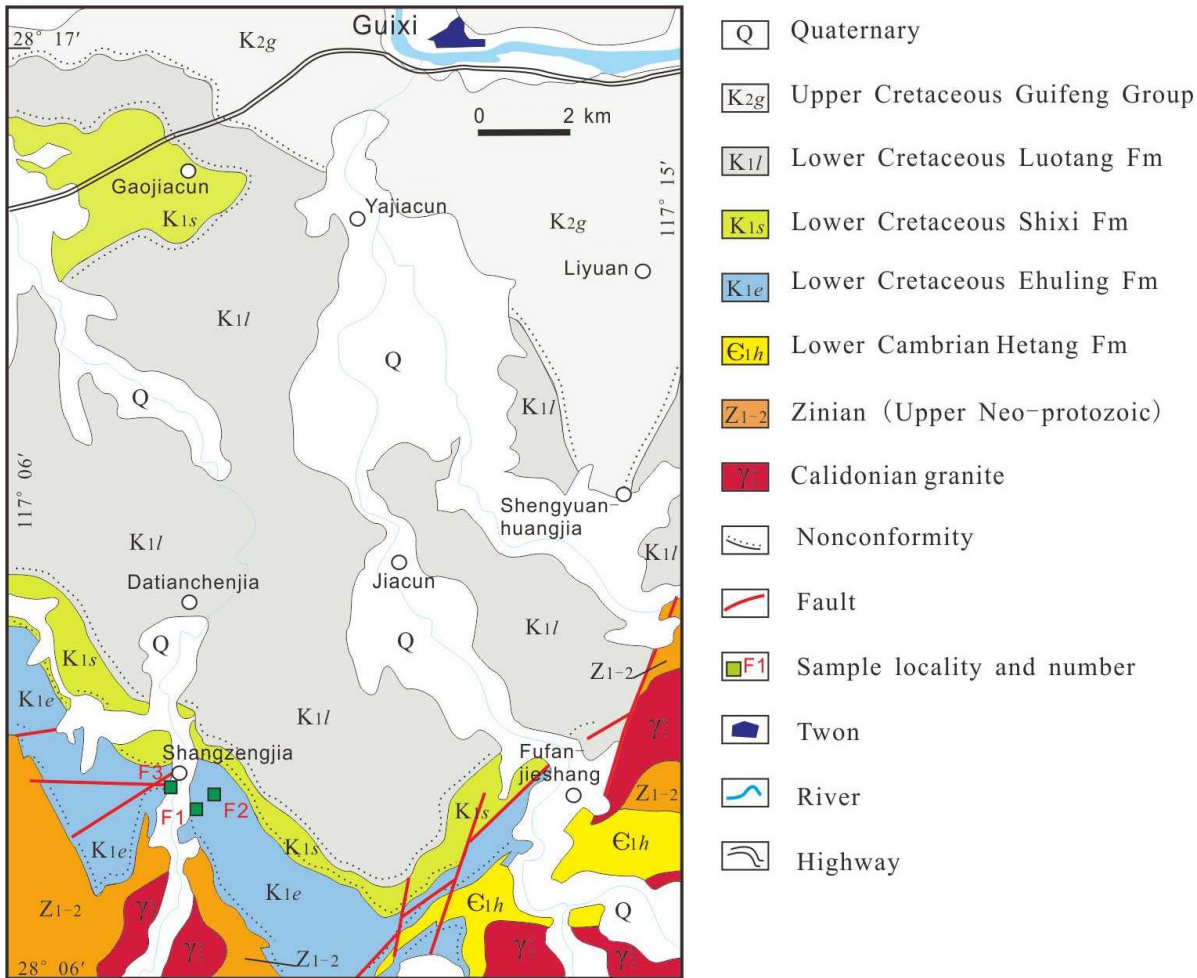 Guixi
28° 17′
K2g
0 2 km
Gaojiacun
K1s
Yajiacun
117° 15′
K2g
Liyuan
K1l
Q
Q
K1l
117° 06′
Shengyuan-
huangjia
K1l
K1l
Datianchenjia
Jiacun
Q
K1l
Q
K1s
Z1-2
K1e
K1l
γ
Shangzengjia
Fufan-
jieshang
F3
Z1-2
F1
F2
K1s
Є1h
K1e
K1s
K1e
Є1h
Z1-2
γ
Q
γ
Z1-2
γ
γ
28° 06′
Q Quaternary
K2g Upper Cretaceous Guifeng Group
K1l Lower Cretaceous Luotang Fm
K1s Lower Cretaceous Shixi Fm
K1e Lower Cretaceous Ehuling Fm
Є1h Lower Cambrian Hetang Fm
Z1-2 Zinian (Upper Neo-protozoic)
γ Calidonian granite
Nonconformity
Fault
F1 Sample locality and number
Twon
River
Highway